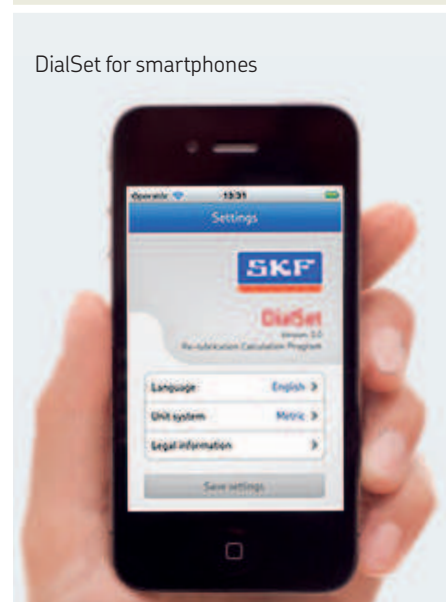 DialSet for smartphones
Operatör 13:31
Settings
SKF
DialSet
Version 3.0
Re-lubrication Calculation Program
Language English
Unit system Metric
Legal information
Save settings